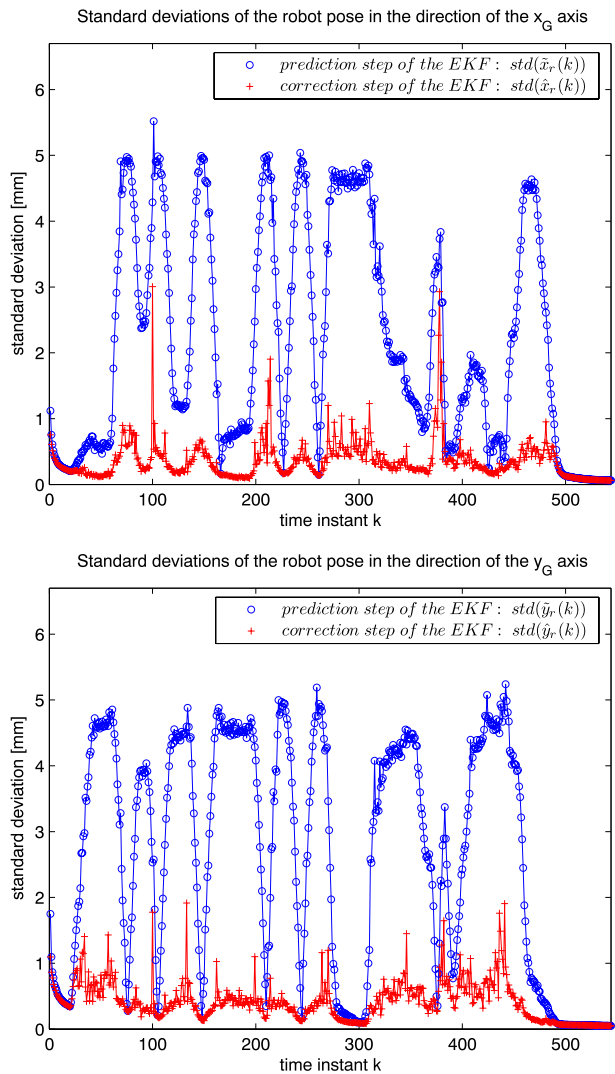 Standard deviations of the robot pose in the direction of the x_G axis
prediction step of the EKF : std(x̃_r(k))
correction step of the EKF : std(x̂_r(k))
6
5
4
3
2
1
0
standard deviation [mm]
0 100 200 300 400 500
time instant k
Standard deviations of the robot pose in the direction of the y_G axis
prediction step of the EKF : std(ỹ_r(k))
correction step of the EKF : std(ŷ_r(k))
6
5
4
3
2
1
0
standard deviation [mm]
0 100 200 300 400 500
time instant k